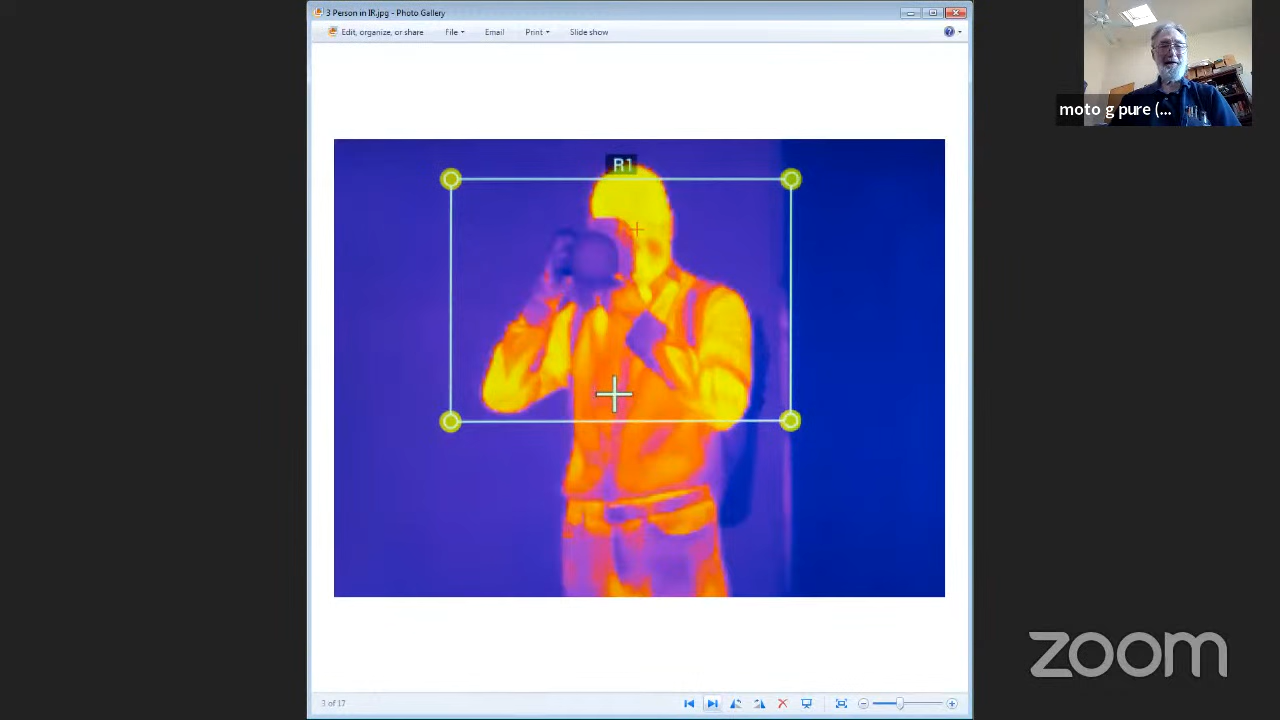 3 Person in IR.jpg - Photo Gallery
Edit, organize, or share File Email Print Slide show
moto g pure (...
R1
zoom
3 of 17